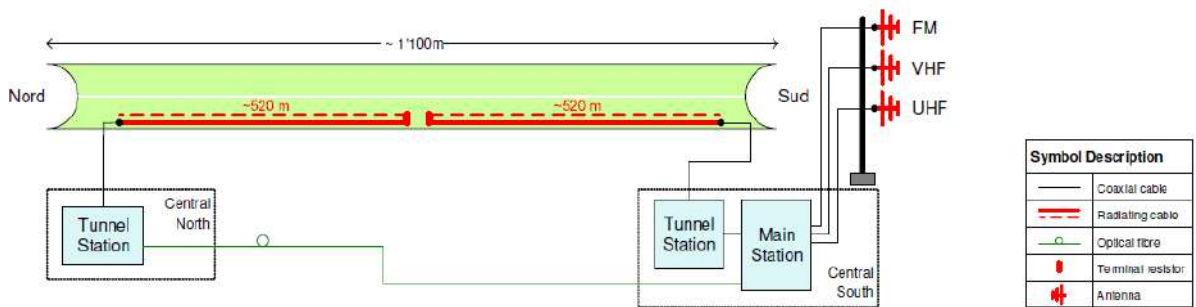 ~ 1'100m
FM
VHF
UHF
Nord
Sud
~520 m
~520 m
Central
North
Tunnel
Station
Tunnel
Station
Main
Station
Central
South
Symbol Description
Coaxial cable
Radiating cable
Optical fibre
Terminal resistor
Antenna